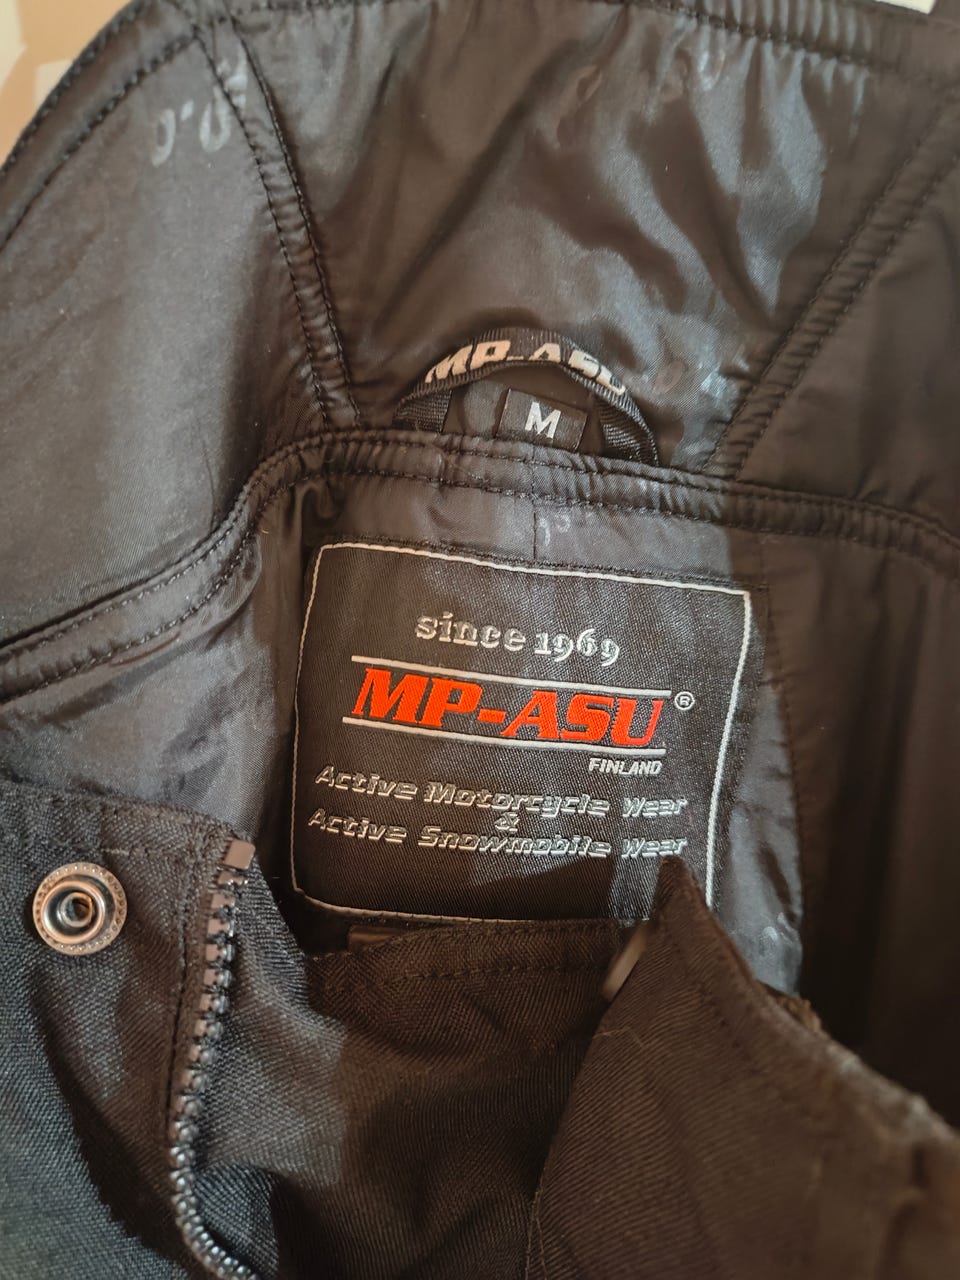 MP-ASU
M
since 1969
MP-ASU®
FINLAND
Active Motorcycle Wear
&
Active Snowmobile Wear